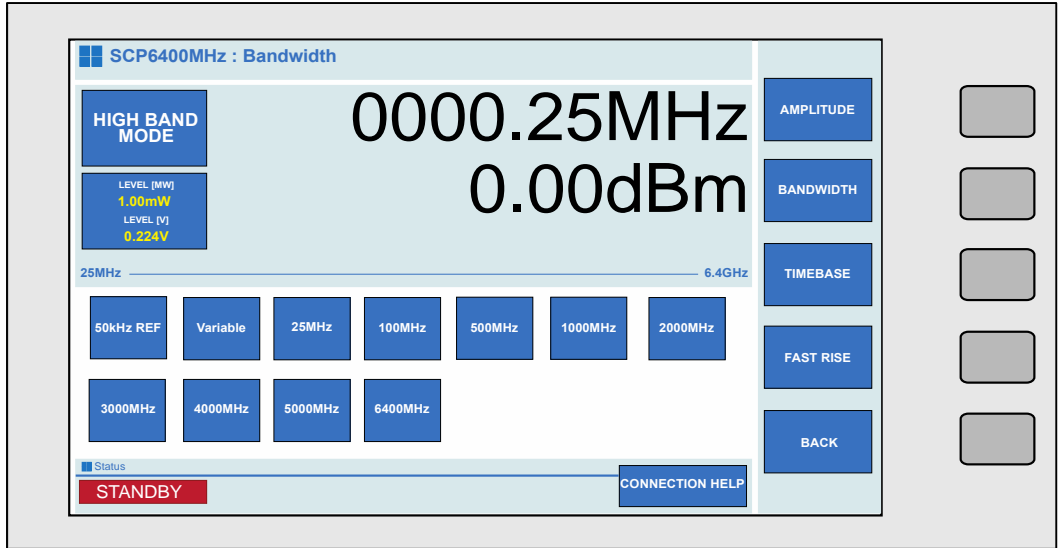 SCP6400MHz : Bandwidth
HIGH BAND
MODE
0000.25MHz
0.00dBm
LEVEL [MW]
1.00mW
LEVEL [V]
0.224V
25MHz
6.4GHz
50kHz REF
Variable
25MHz
100MHz
500MHz
1000MHz
2000MHz
3000MHz
4000MHz
5000MHz
6400MHz
Status
STANDBY
CONNECTION HELP
AMPLITUDE
BANDWIDTH
TIMEBASE
FAST RISE
BACK